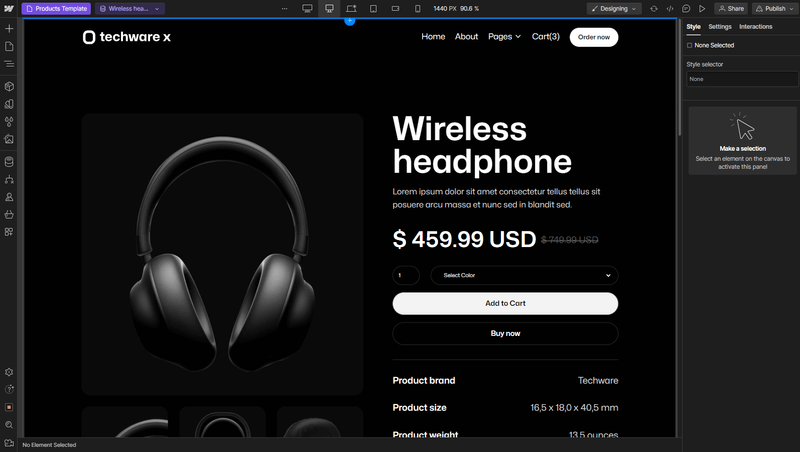 Products Template
Wireless hea...
1440 PX 90.6 %
Designing
Share
Publish
Style Settings Interactions
None Selected
Style selector
None
Make a selection
Select an element on the canvas to
activate this panel
techware x
Home About Pages Cart(3) Order now
Wireless
headphone
Lorem ipsum dolor sit amet consectetur tellus tellus sit
posuere arcu massa et nunc sed in blandit sed.
$ 459.99 USD $ 749.99 USD
1 Select Color
Add to Cart
Buy now
Product brand Techware
Product size 16,5 x 18,0 x 40,5 mm
Product weight 13.5 ounces
No Element Selected